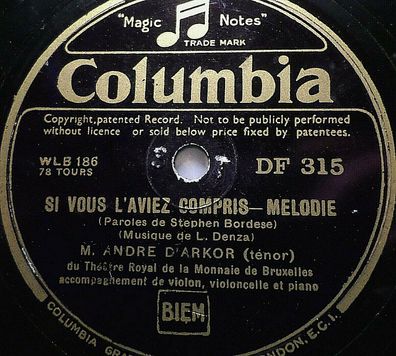 "Magic Notes"
TRADE MARK
Columbia
Copyright,patented Record. Not to be publicly performed
without licence or sold below price fixed by patentees.
WLB 186
78 TOURS
DF 315
SI VOUS L'AVIEZ COMPRIS—MELODIE
(Paroles de Stephen Bordese)
(Musique de L. Denza)
M. ANDRE D'ARKOR (ténor)
du Théâtre Royal de la Monnaie de Bruxelles
accompagnement de violon, violoncelle et piano
BIEM
COLUMBIA GRA
LONDON, E.C.1.